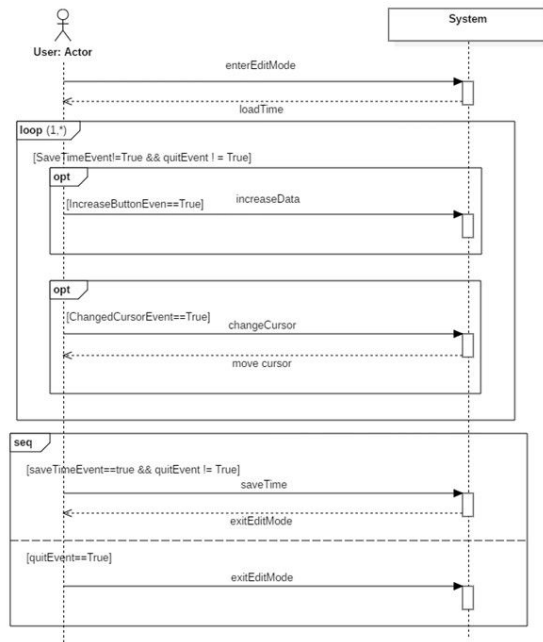 System
User: Actor
enterEditMode
loadTime
loop (1,*)
[SaveTimeEvent!=True && quitEvent ! = True]
opt
[IncreaseButtonEven==True]
increaseData
opt
[ChangedCursorEvent==True]
changeCursor
move cursor
seq
[saveTimeEvent==true && quitEvent != True]
saveTime
exitEditMode
[quitEvent==True]
exitEditMode